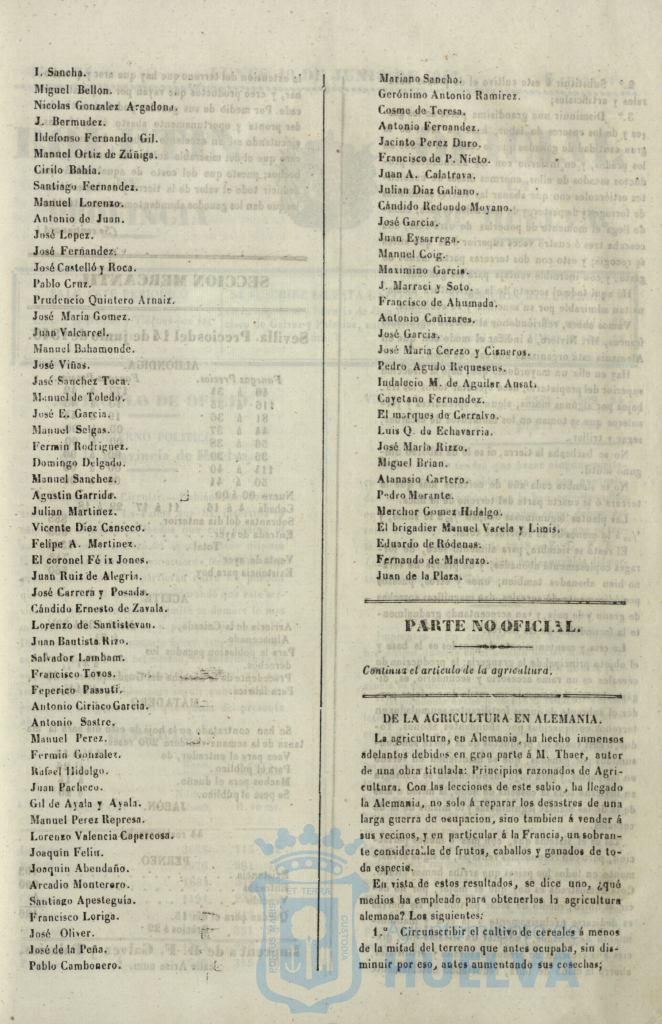 I. Sancha.
Miguel Bellon.
Nicolas Gonzalez Argadona.
J. Bermudez.
Ildefonso Fernando Gil.
Manuel Ortiz de Zúñiga.
Cirilo Bahía.
Santiago Fernandez.
Manuel Lorenzo.
Antonio de Juan.
José Lopez.
José Fernandez.
José Castelló y Roca.
Pablo Cruz.
Prudencio Quintero Arnaiz.
José María Gomez.
Juan Valcarcel.
Manuel Bahamonde.
José Viñas.
Jasé Sanchez Toca.
Manuel de Toledo.
José E. Garcia.
Manuel Seigas.
Fermin Rodriguez.
Domingo Delgado.
Manuel Sanchez.
Agustin Garrido.
Julian Martinez.
Vicente Diez Canseco.
Felipe A. Martinez.
El coronel Fé ix Jones.
Juan Ruiz de Alegria.
José Carrera y Posada.
Cándido Ernesto de Zavala.
Lorenzo de Santistevan.
Juan Bautista Rizo.
Salvador Lambam.
Francisco Tovos.
Feperico Passuti.
Antonio Ciriaco Garcia.
Antonio Sastre.
Manuel Perez.
Fermin Gonzalez.
Rafael Hidalgo.
Juan Pacheco.
Gil de Ayala y Ayala.
Manuel Perez Represa.
Lorenzo Valencia Capercosa.
Joaquin Feliu.
Joaquin Abendaño.
Arcadio Monterero.
Santiago Apesteguia.
Francisco Loriga.
José Oliver.
José de la Peña.
Pablo Cambonero.
Mariano Sancho.
Gerónimo Antonio Ramirez.
Cosme de Teresa.
Antonio Fernandez.
Jacinto Perez Duro.
Francisco de P. Nieto.
Juan A. Calatrava.
Julian Diaz Galiano.
Cándido Redondo Moyano.
José Garcia.
Juan Eysarrega.
Manuel Coig.
Maximino Garcia.
J. Marraci y Soto.
Francisco de Ahumada.
Antonio Cañizares.
José Garcia.
José María Cerezo y Cisneros.
Pedro Agudo Requesens.
Indalecio M. de Aguilar Ansat.
Cayetano Fernandez.
El marques de Cerralvo.
Luis Q. de Echavarria.
José María Rizzo.
Miguel Brian.
Atanasio Cartero.
Pedro Morante.
Merchor Gomez Hidalgo.
El brigadier Manuel Varela y Limis.
Eduardo de Ródenas.
Fernando de Madrazo.
Juan de la Plaza.
PARTE NO OFICIAL.
Continua el artículo de la agricultura.
DE LA AGRICULTURA EN ALEMANIA.
La agricultura, en Alemania, ha hecho inmensos
adelantos debidos en gran parte á M. Thaer, autor
de una obra titulada: Principios razonados de Agri-
cultura. Con las lecciones de este sabio, ha llegado
la Alemania, no solo á reparar los desastres de una
larga guerra de ocupacion, sino tambien á vender á
sus vecinos, y en particular á la Francia, un sobran-
te considerable de frutos, caballos y ganados de to-
da especie.
En vista de estos resultados, se dice uno, ¿qué
medios ha empleado para obtenerlos la agricultura
alemana? Los siguientes:
1.º Circunscribir el cultivo de cereales á menos
de la mitad del terreno que antes ocupaba, sin dis-
minuir por eso, antes aumentando sus cosechas;
HUELVA